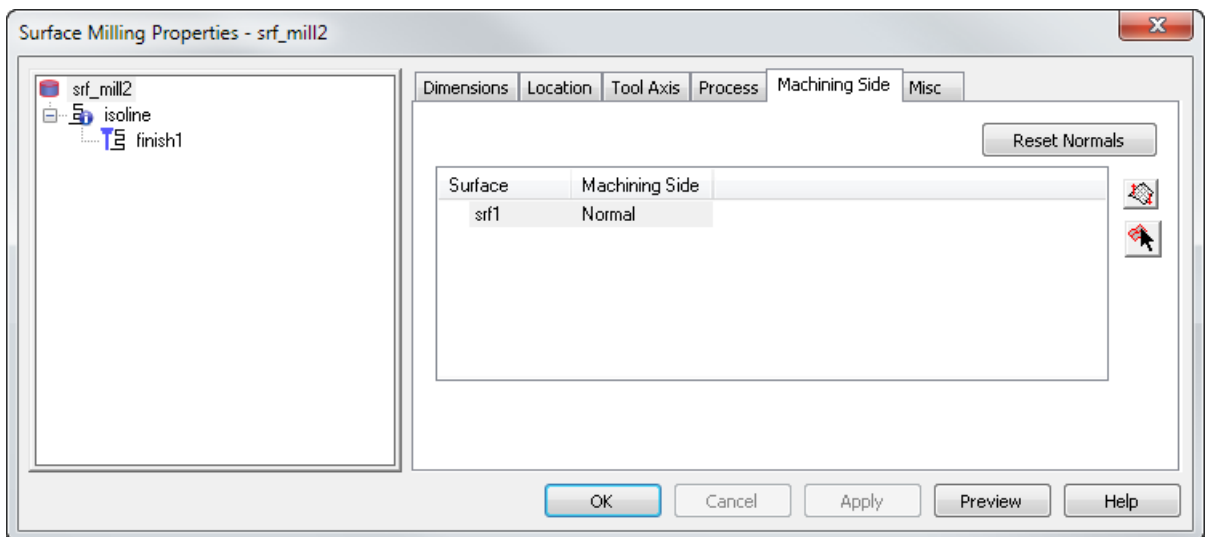 Surface Milling Properties - srf_mill2
srf_mill2
isoline
finish1
Dimensions Location Tool Axis Process Machining Side Misc
Reset Normals
Surface Machining Side
srf1 Normal
OK Cancel Apply Preview Help